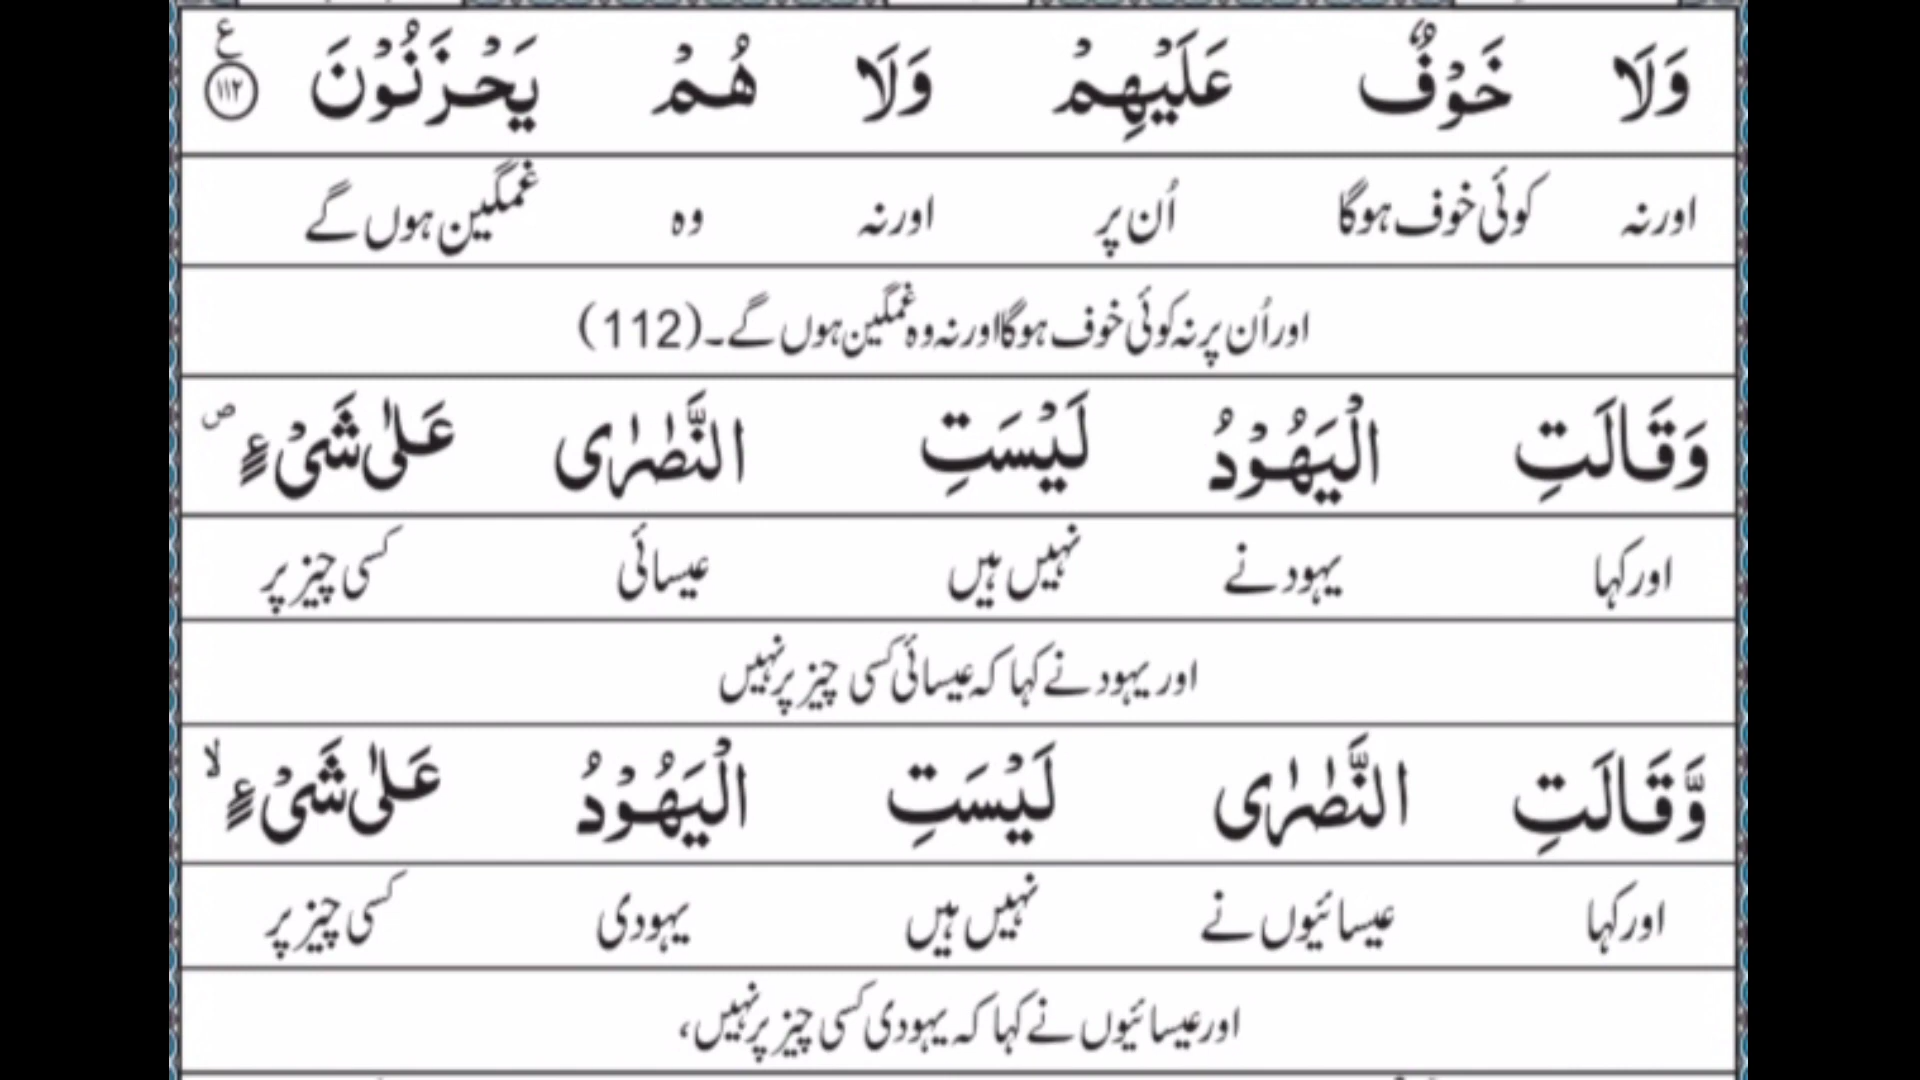 وَلَا خَوْفٌ عَلَيْهِمْ وَلَا هُمْ يَحْزَنُوْنَ ﴿۱۱۲﴾ ع
اور نہ کوئی خوف ہوگا اُن پر اور نہ وہ غمگین ہوں گے
اور اُن پر نہ کوئی خوف ہوگا اور نہ وہ غمگین ہوں گے۔(112)
وَقَالَتِ الْيَهُوْدُ لَيْسَتِ النَّصٰرٰى عَلٰى شَىْءٍ ص
اور کہا یہود نے نہیں ہیں عیسائی کسی چیز پر
اور یہود نے کہا کہ عیسائی کسی چیز پر نہیں
وَّقَالَتِ النَّصٰرٰى لَيْسَتِ الْيَهُوْدُ عَلٰى شَىْءٍ لا
اور کہا عیسائیوں نے نہیں ہیں یہودی کسی چیز پر
اور عیسائیوں نے کہا کہ یہودی کسی چیز پر نہیں،